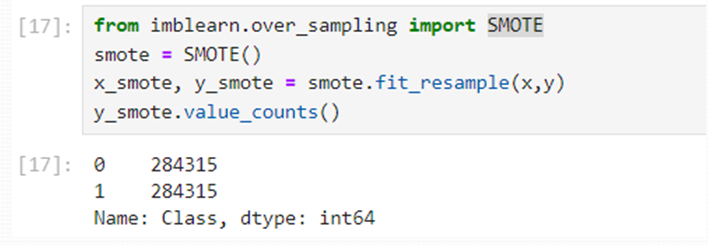 [17]: from imblearn.over_sampling import SMOTE
smote = SMOTE()
x_smote, y_smote = smote.fit_resample(x,y)
y_smote.value_counts()
[17]: 0    284315
1    284315
Name: Class, dtype: int64